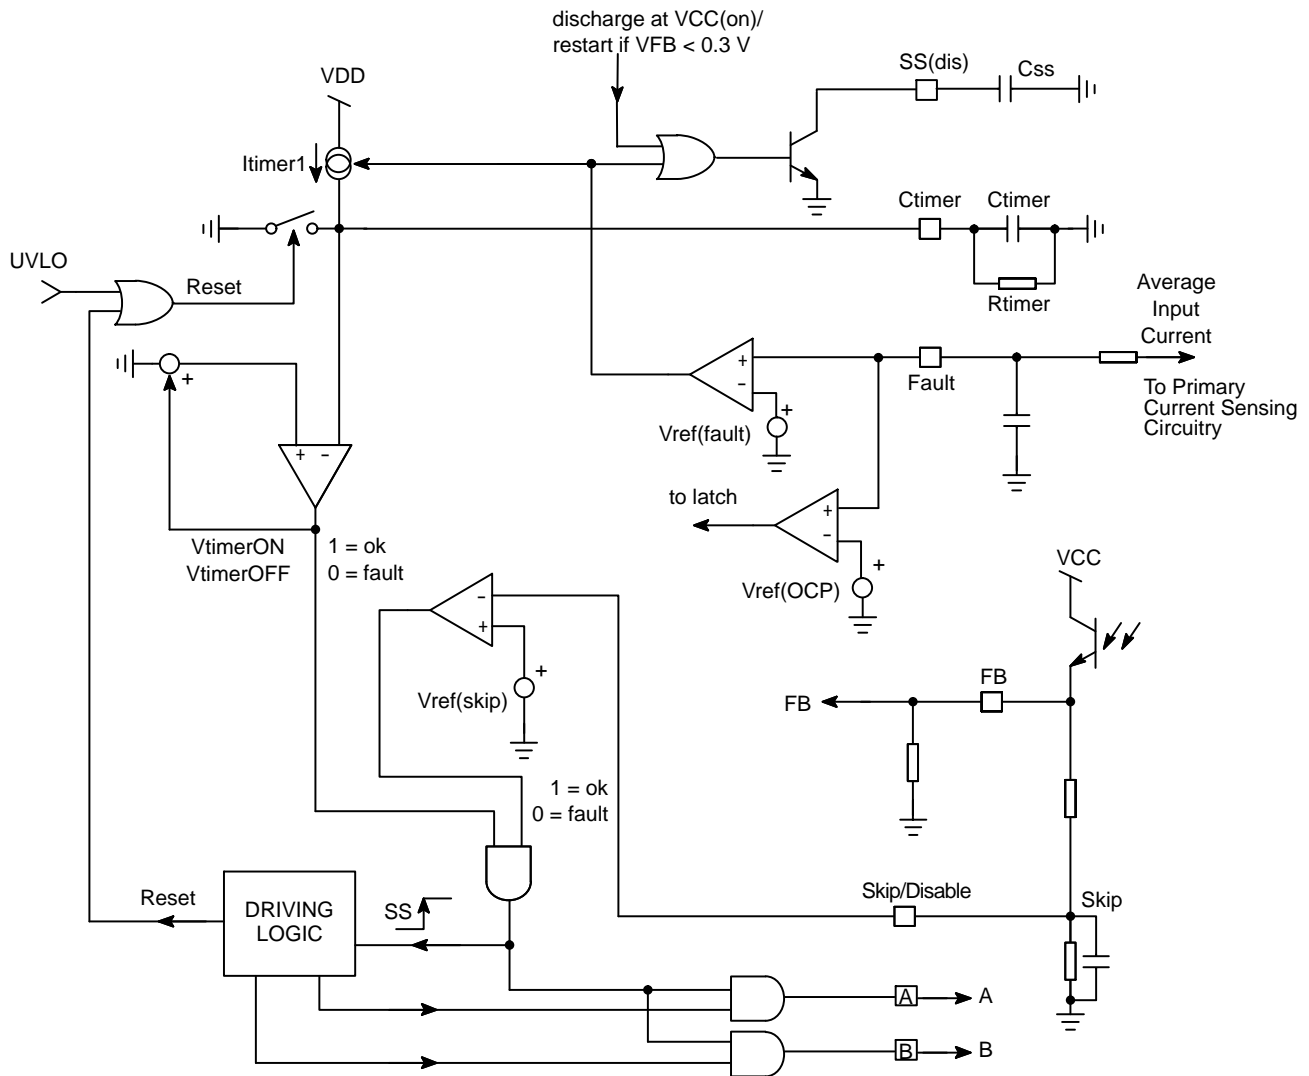 discharge at VCC(on)/
restart if VFB < 0.3 V
SS(dis)
Css
VDD
Itimer1
Ctimer
Ctimer
UVLO
Reset
Rtimer
Average
Input
Current
+
+
-
Fault
To Primary
Current Sensing
Circuitry
+
Vref(fault)
+ -
to latch
+
-
VtimerON
VtimerOFF
1 = ok
0 = fault
+
Vref(OCP)
VCC
-
+
+
Vref(skip)
FB
FB
1 = ok
0 = fault
Reset
DRIVING
LOGIC
SS
Skip/Disable
Skip
A
A
B
B